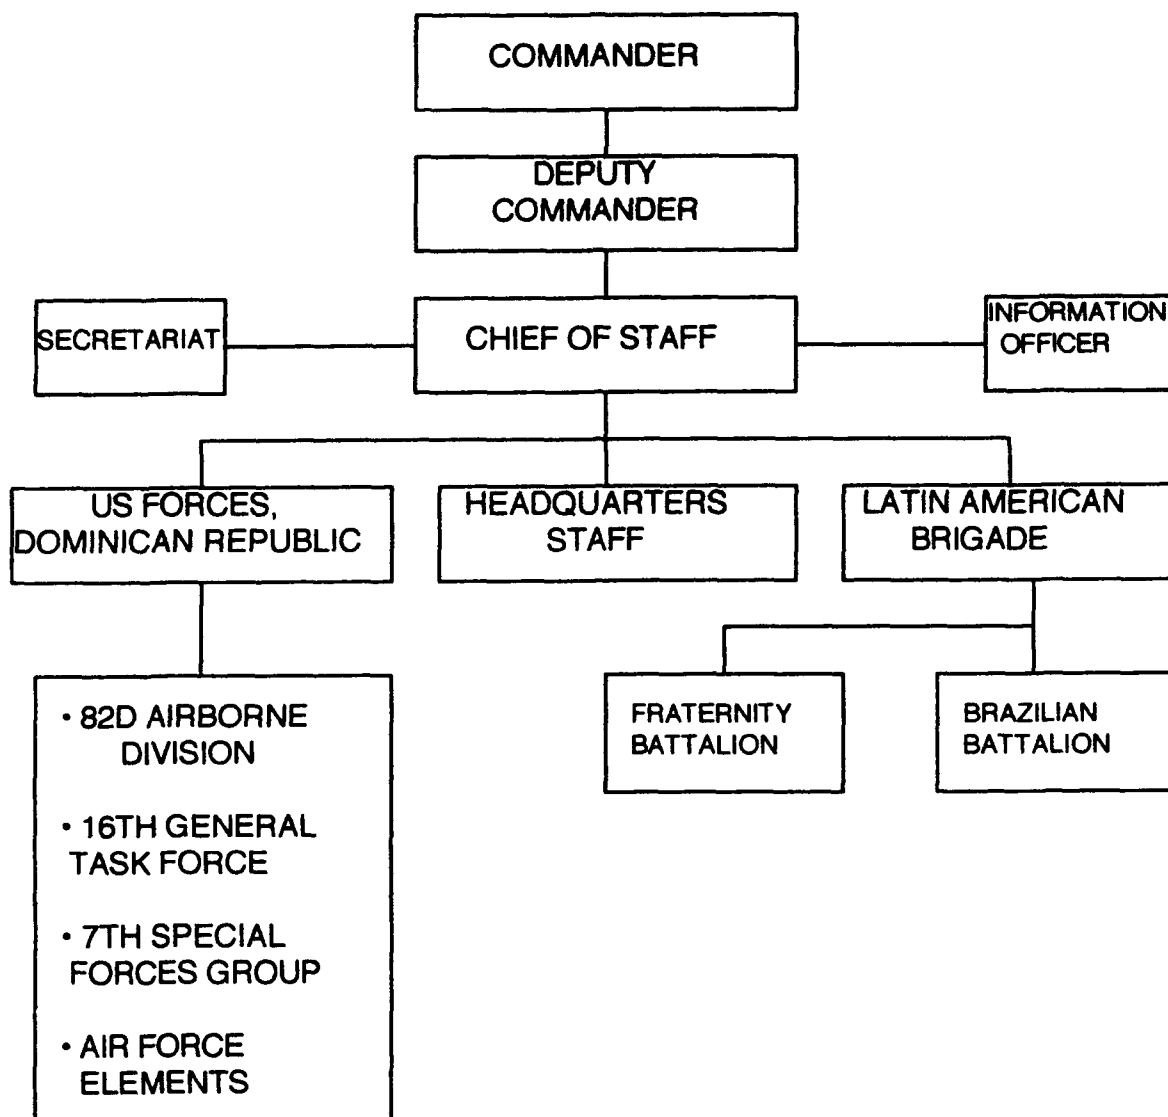 COMMANDER
DEPUTY
COMMANDER
SECRETARIAT
CHIEF OF STAFF
INFORMATION
OFFICER
US FORCES,
DOMINICAN REPUBLIC
HEADQUARTERS
STAFF
LATIN AMERICAN
BRIGADE
• 82D AIRBORNE
DIVISION
• 16TH GENERAL
TASK FORCE
• 7TH SPECIAL
FORCES GROUP
• AIR FORCE
ELEMENTS
FRATERNITY
BATTALION
BRAZILIAN
BATTALION